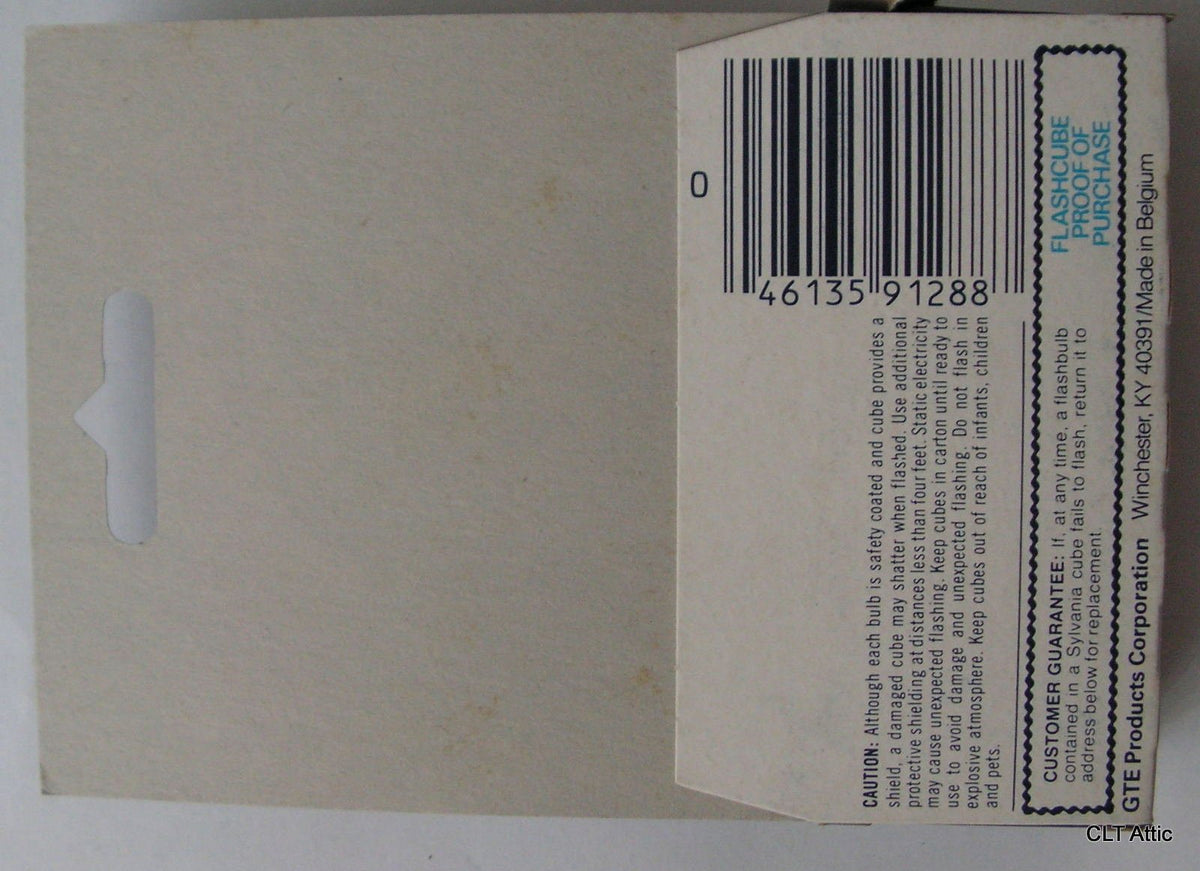 0
46135 91288
CAUTION: Although each bulb is safety coated and cube provides a
shield, a damaged cube may shatter when flashed. Use additional
protective shielding at distances less than four feet. Static electricity
may cause unexpected flashing. Keep cubes in carton until ready to
use to avoid damage and unexpected flashing. Do not flash in
explosive atmosphere. Keep cubes out of reach of infants, children
and pets.
CUSTOMER GUARANTEE: If, at any time, a flashbulb
contained in a Sylvania cube fails to flash, return it to
address below for replacement.
FLASHCUBE
PROOF OF
PURCHASE
GTE Products Corporation Winchester, KY 40391/Made in Belgium
CLT Attic